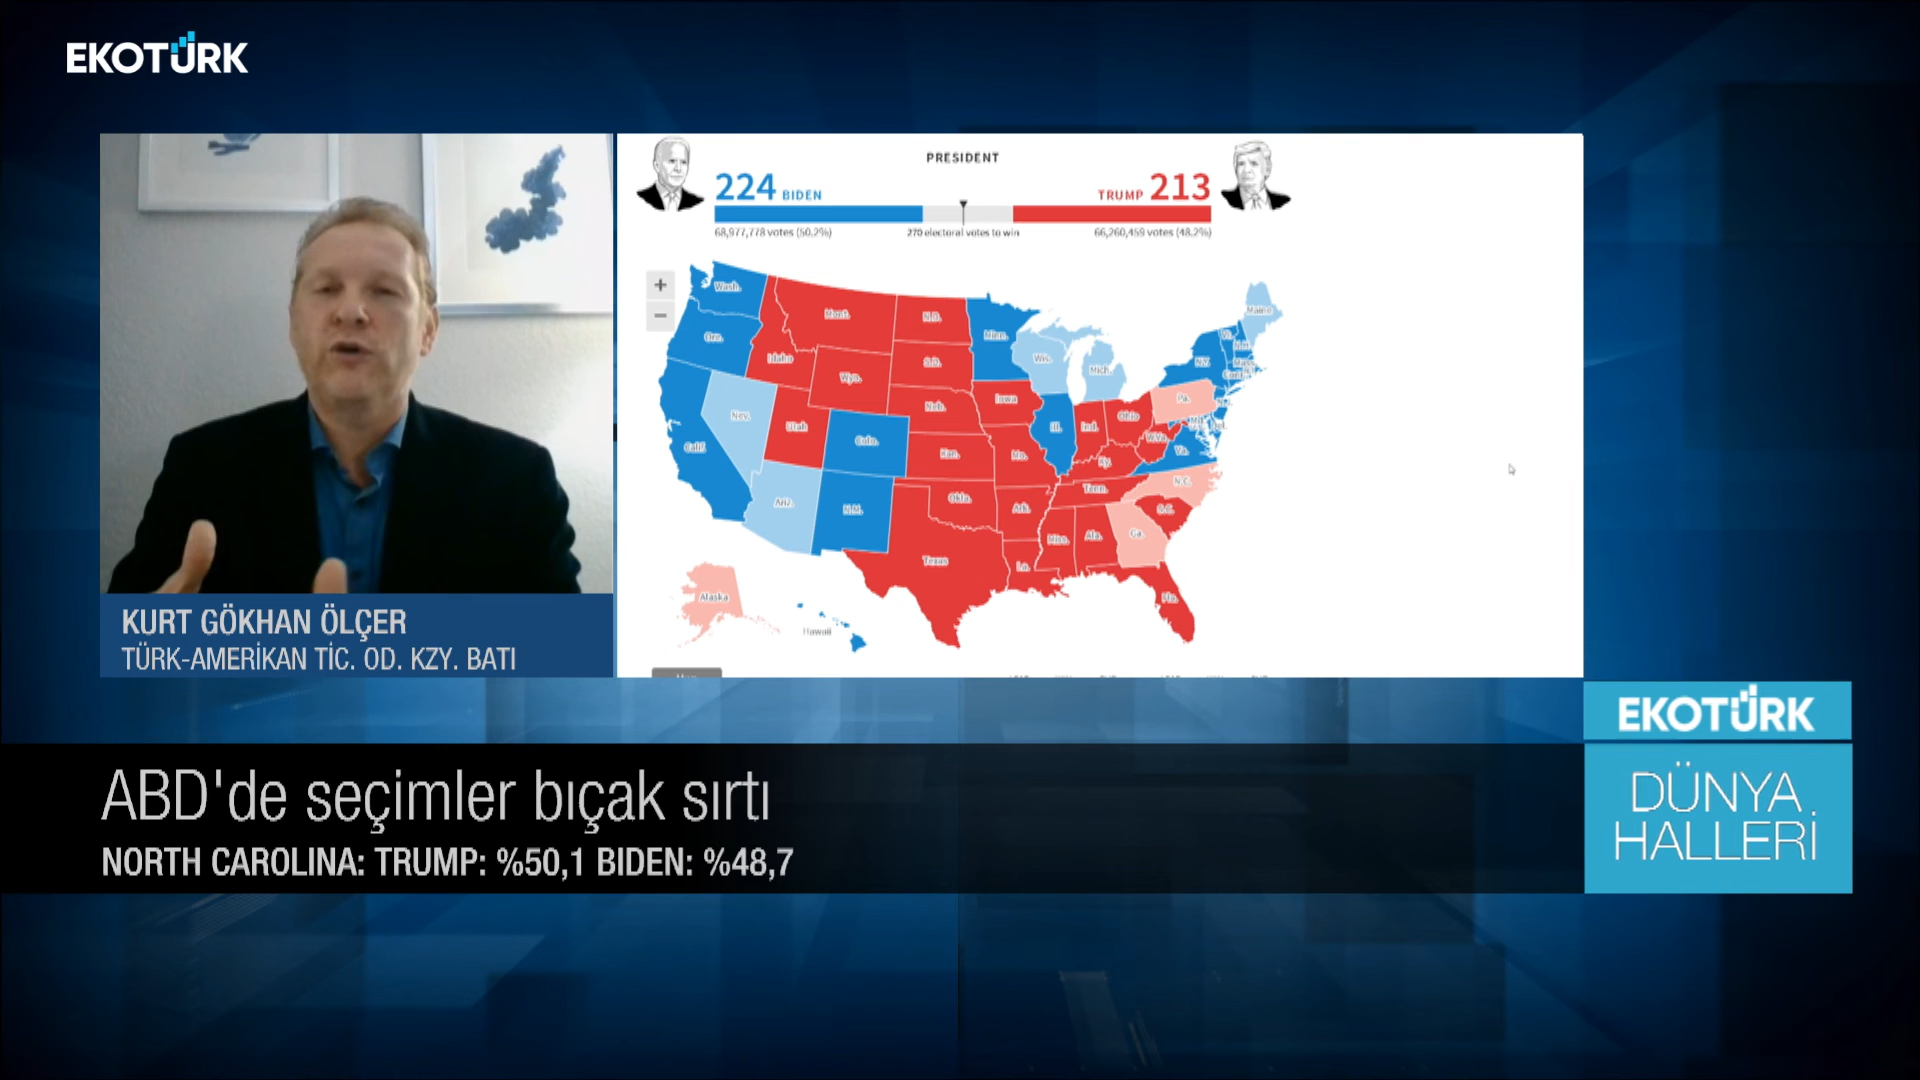 EKOTÜRK
PRESIDENT
224 BIDEN
TRUMP 213
68,977,778 votes (50.2%)
270 electoral votes to win
66,260,459 votes (48.2%)
+
−
Wash.
Ore.
Calif.
Nev.
Idaho
Mont.
Wyo.
Utah
Ariz.
Colo.
N.M.
N.D.
S.D.
Neb.
Kan.
Okla.
Texas
Minn.
Iowa
Mo.
Ark.
La.
Wis.
Ill.
Mich.
Ind.
Ohio
Ky.
Tenn.
Miss.
Ala.
Ga.
Fla.
S.C.
N.C.
Va.
W.Va.
Pa.
N.Y.
Maine
Alaska
Hawaii
KURT GÖKHAN ÖLÇER
TÜRK-AMERİKAN TİC. OD. KZY. BATI
EKOTÜRK
DÜNYA
HALLERİ
ABD'de seçimler bıçak sırtı
NORTH CAROLINA: TRUMP: %50,1 BIDEN: %48,7